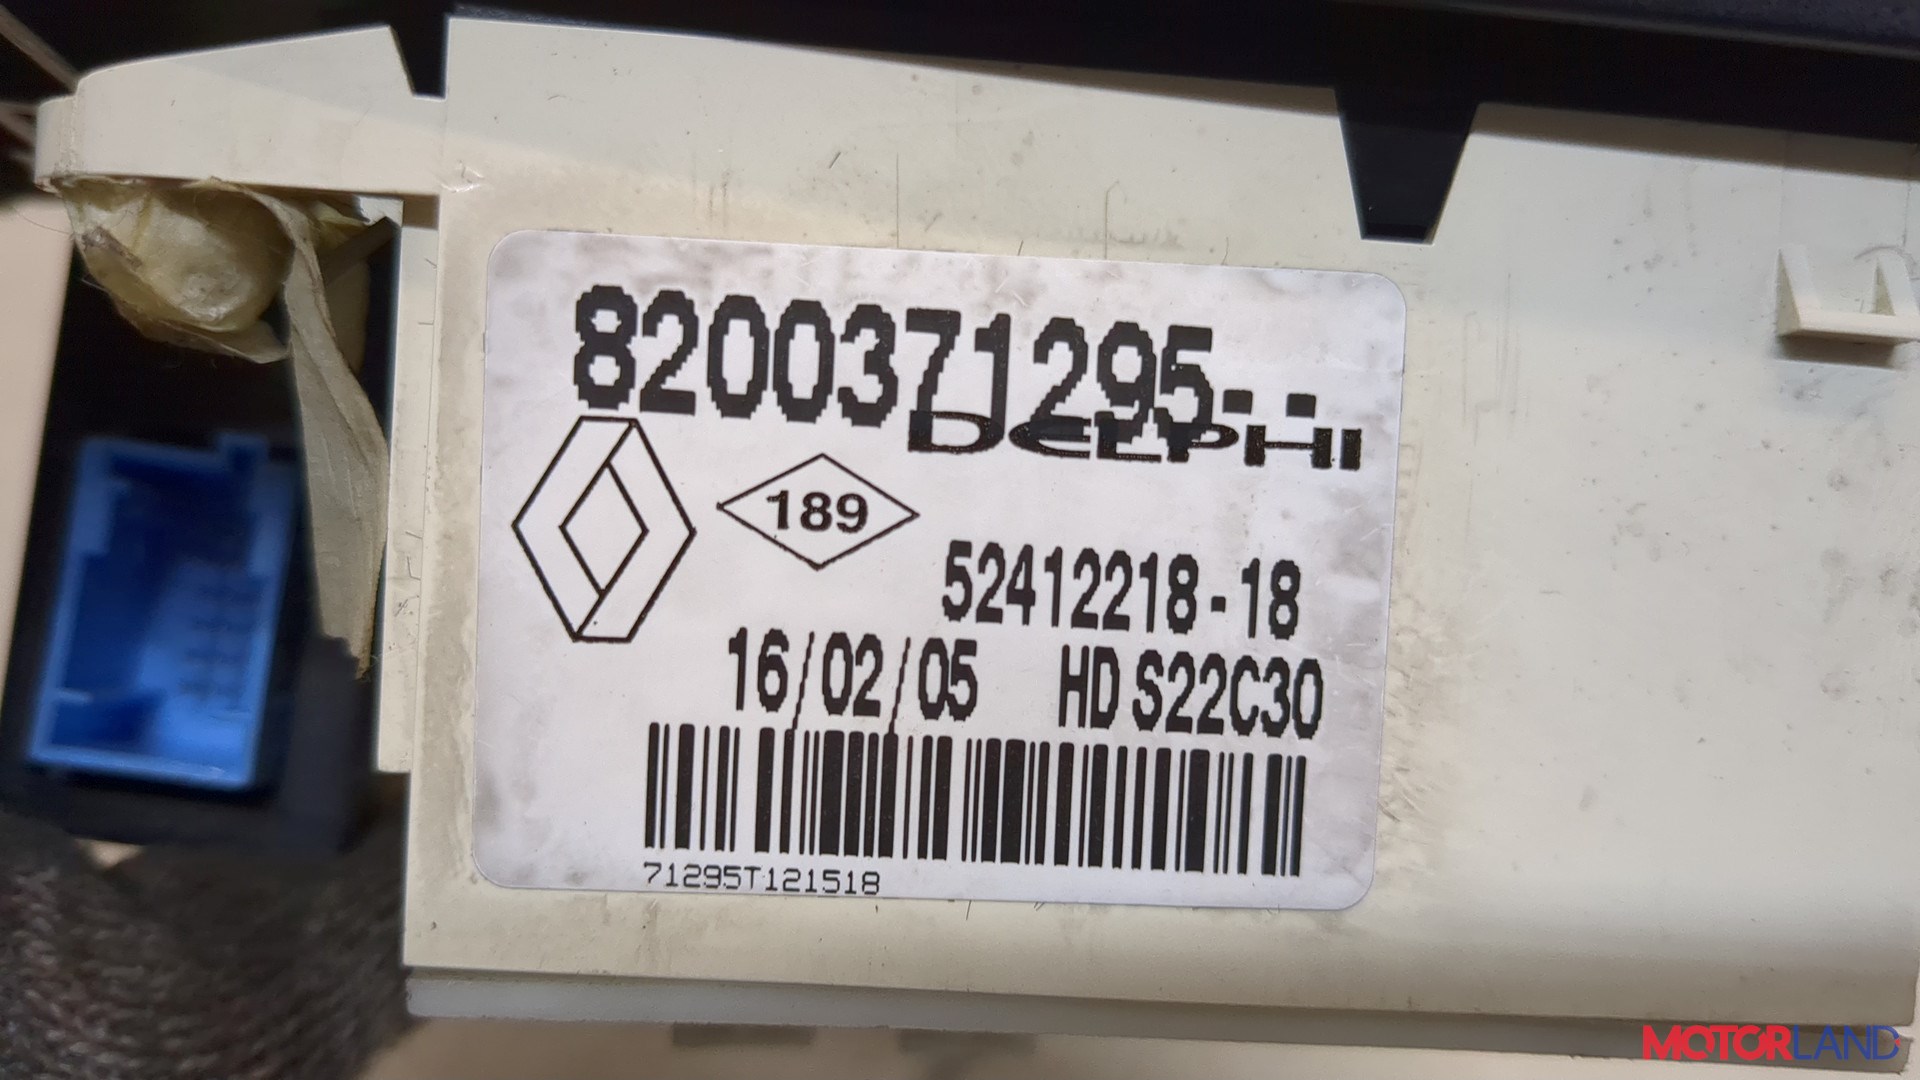 8200371295--
DELPHI
189
52412218-18
16/02/05 HD S22C30
71295T121518
MOTORLAND